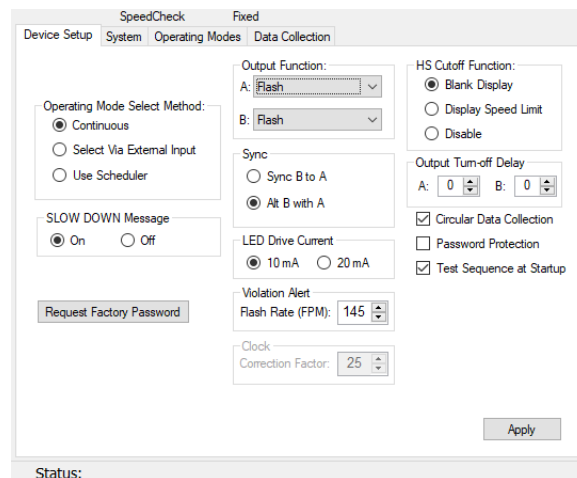 SpeedCheck Fixed
Device Setup System Operating Modes Data Collection
Operating Mode Select Method:
Continuous
Select Via External Input
Use Scheduler
SLOW DOWN Message
On Off
Request Factory Password
Output Function:
A: Flash
B: Flash
Sync
Sync B to A
Alt B with A
LED Drive Current
10 mA 20 mA
Violation Alert
Flash Rate (FPM): 145
Clock
Correction Factor: 25
HS Cutoff Function:
Blank Display
Display Speed Limit
Disable
Output Turn-off Delay
A: 0 B: 0
Circular Data Collection
Password Protection
Test Sequence at Startup
Apply
Status: